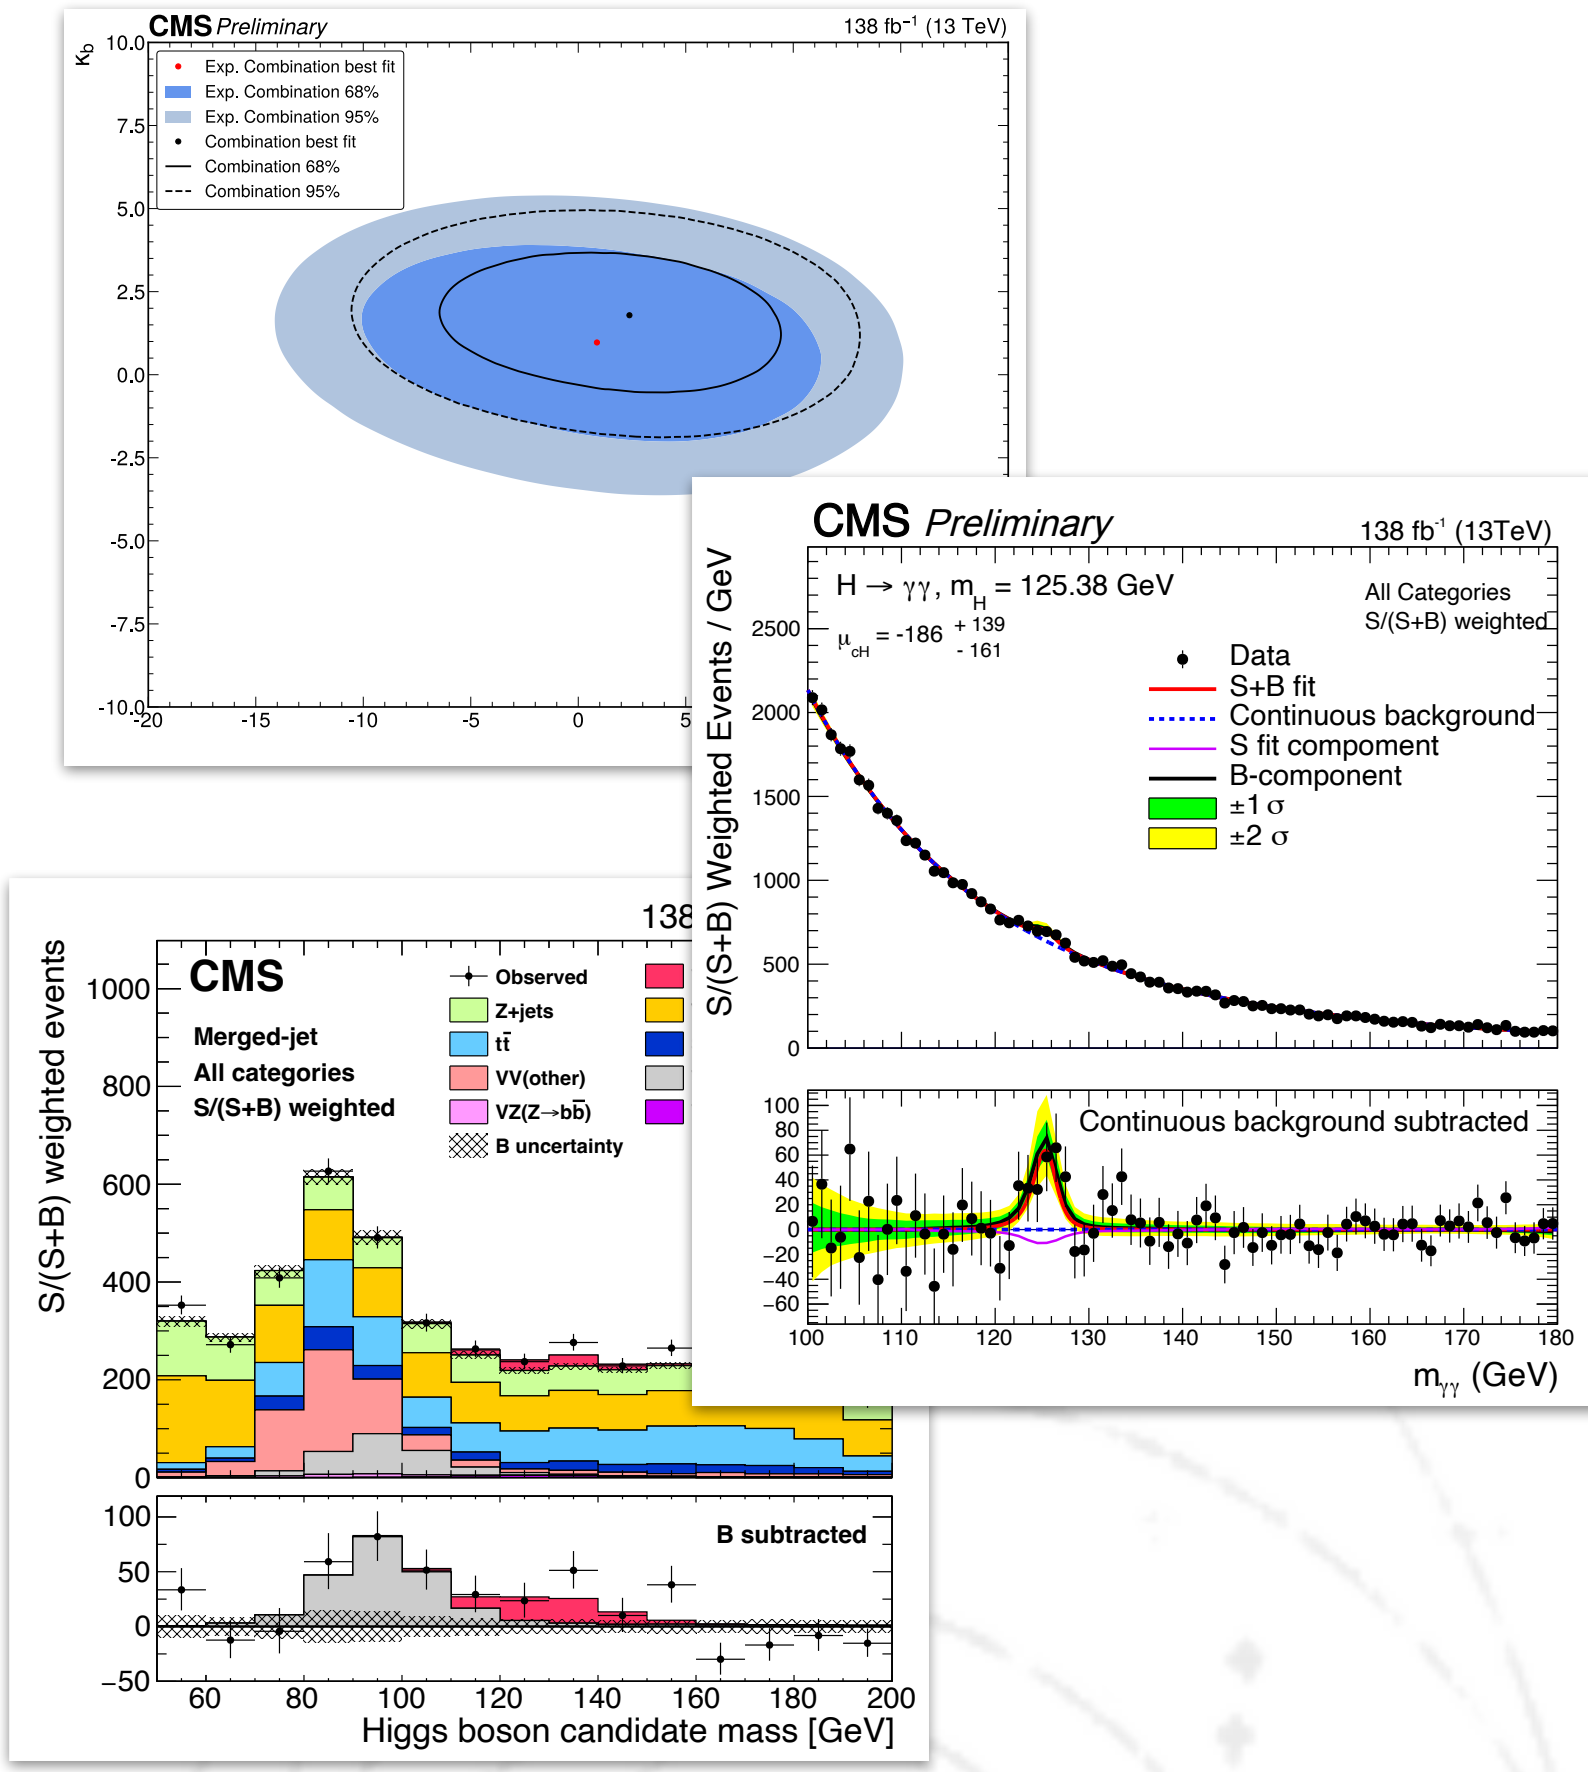 CMS Preliminary
138 fb⁻¹ (13 TeV)
κb
10.0
7.5
5.0
2.5
0.0
-2.5
-5.0
-7.5
-10.0
-20
-15
-10
-5
0
5
Exp. Combination best fit
Exp. Combination 68%
Exp. Combination 95%
Combination best fit
Combination 68%
Combination 95%
CMS Preliminary
138 fb⁻¹ (13TeV)
S/(S+B) Weighted Events / GeV
H → γγ, mH = 125.38 GeV
μcH = -186 + 139 - 161
All Categories
S/(S+B) weighted
Data
S+B fit
Continuous background
S fit compoment
B-component
±1 σ
±2 σ
2500
2000
1500
1000
500
0
Continuous background subtracted
100
80
60
40
20
0
−20
−40
−60
100
110
120
130
140
150
160
170
180
mγγ (GeV)
138
S/(S+B) weighted events
CMS
Merged-jet
All categories
S/(S+B) weighted
Observed
Z+jets
tt̄
VV(other)
VZ(Z→bb̄)
B uncertainty
1000
800
600
400
200
0
B subtracted
100
50
0
−50
60
80
100
120
140
160
180
200
Higgs boson candidate mass [GeV]